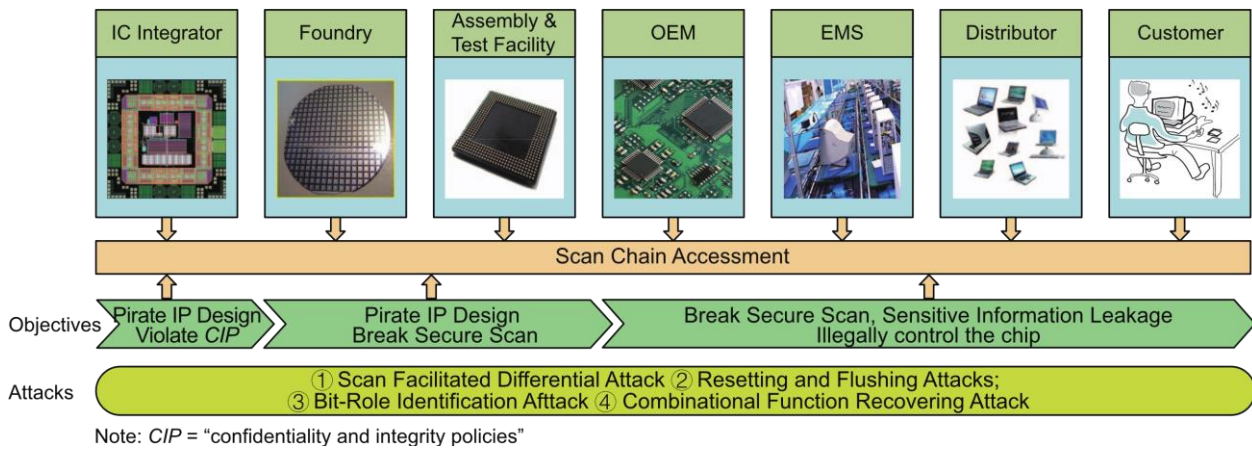 IC Integrator
Foundry
Assembly &
Test Facility
OEM
EMS
Distributor
Customer
Scan Chain Accessment
Objectives
Pirate IP Design
Violate CIP
Pirate IP Design
Break Secure Scan
Break Secure Scan, Sensitive Information Leakage
Illegally control the chip
Attacks
① Scan Facilitated Differential Attack ② Resetting and Flushing Attacks;
③ Bit-Role Identification Afttack ④ Combinational Function Recovering Attack
Note: CIP = “confidentiality and integrity policies”